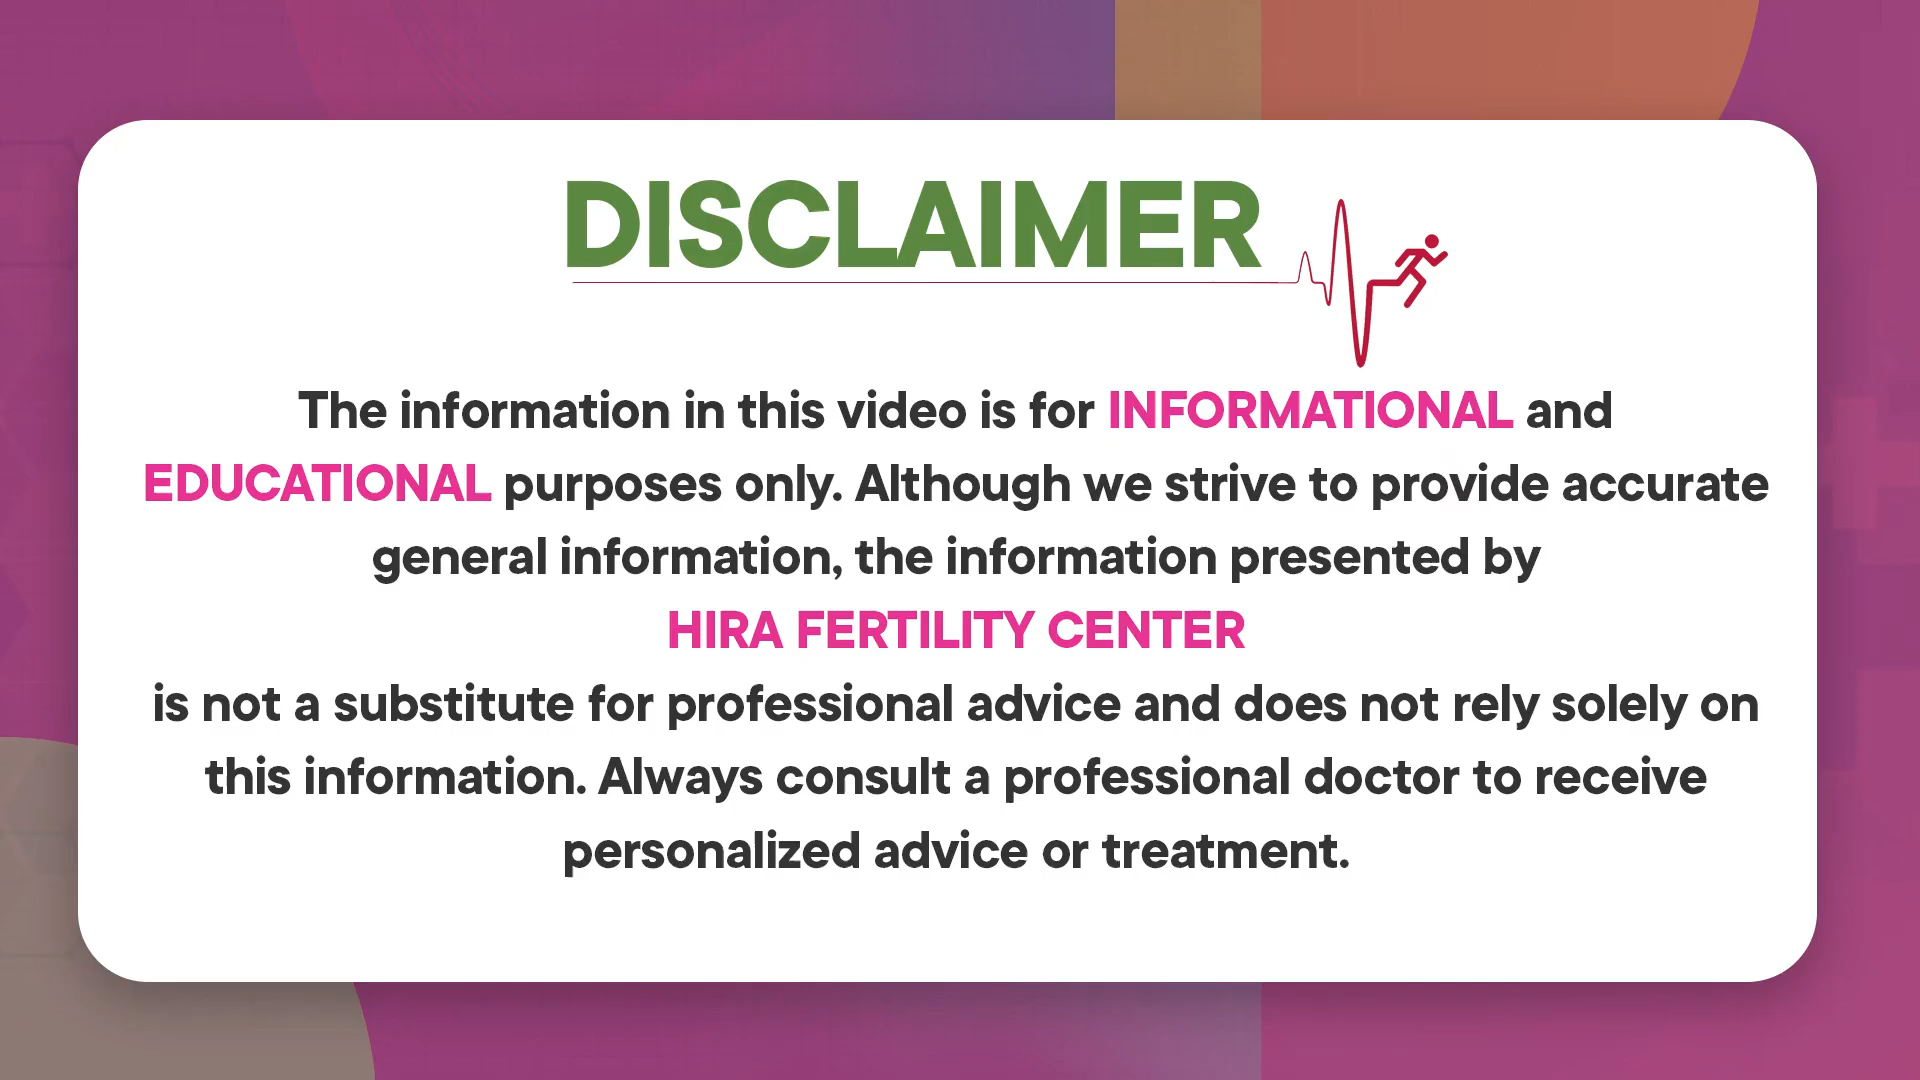 DISCLAIMER
The information in this video is for INFORMATIONAL and
EDUCATIONAL purposes only. Although we strive to provide accurate
general information, the information presented by
HIRA FERTILITY CENTER
is not a substitute for professional advice and does not rely solely on
this information. Always consult a professional doctor to receive
personalized advice or treatment.